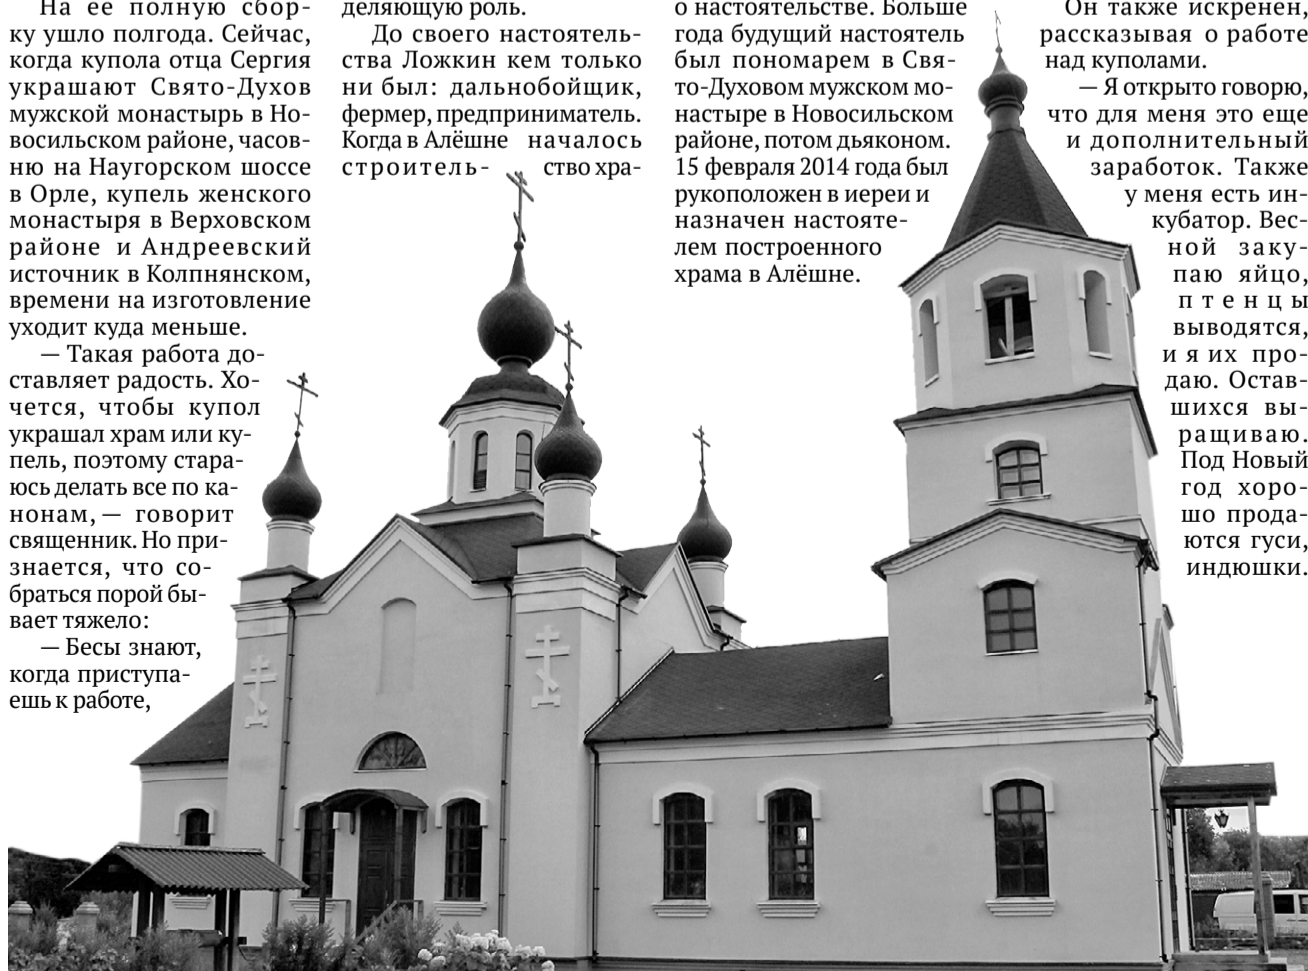 На ее полную сбор-
ку ушло полгода. Сейчас,
когда купола отца Сергия
украшают Свято-Духов
мужской монастырь в Но-
восильском районе, часов-
ню на Наугорском шоссе
в Орле, купель женского
монастыря в Верховском
районе и Андреевский
источник в Колпнянском,
времени на изготовление
уходит куда меньше.
— Такая работа до-
ставляет радость. Хо-
чется, чтобы купол
украшал храм или ку-
пель, поэтому стара-
юсь делать все по ка-
нонам, — говорит
священник. Но при-
знается, что со-
браться порой бы-
вает тяжело:
— Бесы знают,
когда приступа-
ешь к работе,
деляющую роль.
До своего настоятель-
ства Ложкин кем только
ни был: дальнобойщик,
фермер, предприниматель.
Когда в Алёшне началось
строитель- ство хра-
о настоятельстве. Больше
года будущий настоятель
был пономарем в Свя-
то-Духовом мужском мо-
настыре в Новосильском
районе, потом дьяконом.
15 февраля 2014 года был
рукоположен в иереи и
назначен настояте-
лем построенного
храма в Алёшне.
Он также искренен,
рассказывая о работе
над куполами.
— Я открыто говорю,
что для меня это еще
и дополнительный
заработок. Также
у меня есть ин-
кубатор. Вес-
ной заку-
паю яйцо,
птенцы
выводятся,
и я их про-
даю. Остав-
шихся вы-
ращиваю.
Под Новый
год хоро-
шо прода-
ются гуси,
индюшки.